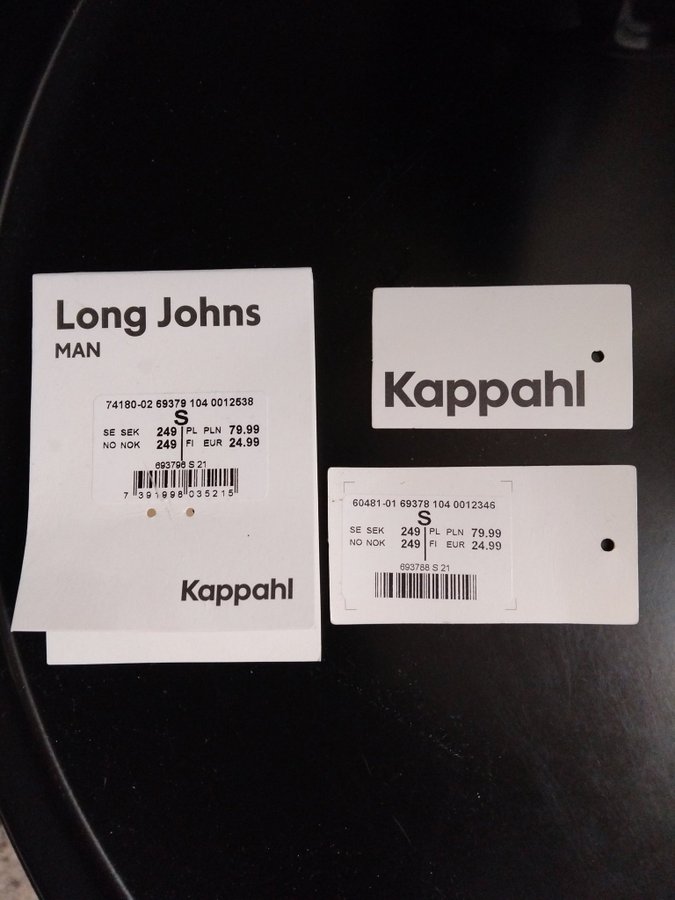 Long Johns
MAN
74180-02 69379 104 0012538
S
SE SEK 249 PL PLN 79.99
NO NOK 249 FI EUR 24.99
693796 S 21
7 391998 035215
Kappahl
Kappahl
60481-01 69378 104 0012346
S
SE SEK 249 PL PLN 79.99
NO NOK 249 FI EUR 24.99
693788 S 21